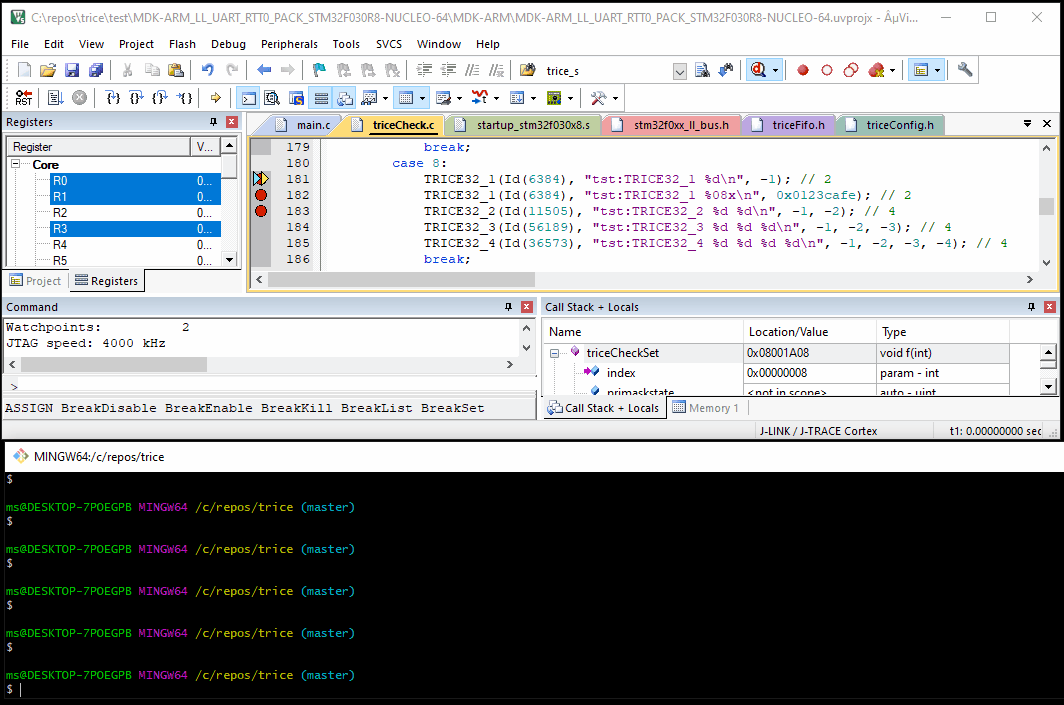 C:\repos\trice\test\MDK-ARM_LL_UART_RTT0_PACK_STM32F030R8-NUCLEO-64\MDK-ARM\MDK-ARM_LL_UART_RTT0_PACK_STM32F030R8-NUCLEO-64.uvprojx - ÂµVi...
File Edit View Project Flash Debug Peripherals Tools SVCS Window Help
trice_s
RST
Registers
main.c triceCheck.c startup_stm32f030x8.s stm32f0xx_ll_bus.h triceFifo.h triceConfig.h
Register V...
Core
R0 0...
R1 0...
R2 0...
R3 0...
R4 0...
R5 0...
Project Registers
179 break;
180 case 8:
181 TRICE32_1(Id(6384), "tst:TRICE32_1 %d\n", -1); // 2
182 TRICE32_1(Id(6384), "tst:TRICE32_1 %08x\n", 0x0123cafe); // 2
183 TRICE32_2(Id(11505), "tst:TRICE32_2 %d %d\n", -1, -2); // 4
184 TRICE32_3(Id(56189), "tst:TRICE32_3 %d %d %d\n", -1, -2, -3); // 4
185 TRICE32_4(Id(36573), "tst:TRICE32_4 %d %d %d %d\n", -1, -2, -3, -4); // 4
186 break;
Command
Watchpoints: 2
JTAG speed: 4000 kHz
>
ASSIGN BreakDisable BreakEnable BreakKill BreakList BreakSet
Call Stack + Locals
Name Location/Value Type
triceCheckSet 0x08001A08 void f(int)
index 0x00000008 param - int
primaskstate <not in scope> auto - uint
Call Stack + Locals Memory 1
J-LINK / J-TRACE Cortex t1: 0.00000000 sec
MINGW64:/c/repos/trice
$
ms@DESKTOP-7POEGPB MINGW64 /c/repos/trice (master)
$
ms@DESKTOP-7POEGPB MINGW64 /c/repos/trice (master)
$
ms@DESKTOP-7POEGPB MINGW64 /c/repos/trice (master)
$
ms@DESKTOP-7POEGPB MINGW64 /c/repos/trice (master)
$
ms@DESKTOP-7POEGPB MINGW64 /c/repos/trice (master)
$